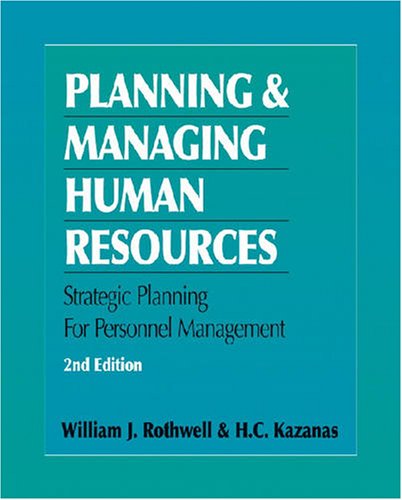 PLANNING &
MANAGING
HUMAN
RESOURCES
Strategic Planning
For Personnel Management
2nd Edition
William J. Rothwell & H.C. Kazanas